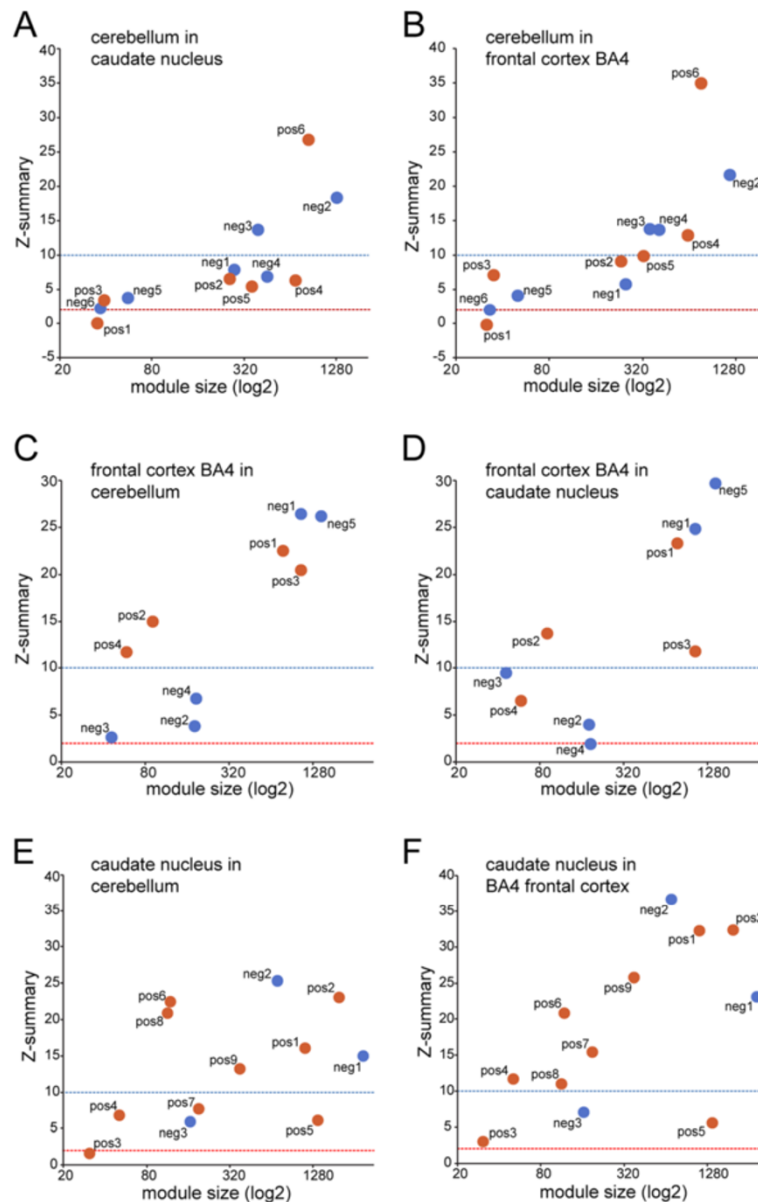 A
cerebellum in
caudate nucleus
40
35
30
25
20
15
10
5
0
-5
Z-summary
pos6
neg2
neg3
neg1
neg4
pos2
pos5
pos4
pos3
neg5
neg6
pos1
20
80
320
1280
module size (log2)
B
cerebellum in
frontal cortex BA4
40
35
30
25
20
15
10
5
0
-5
Z-summary
pos6
neg2
neg3
neg4
pos4
pos2
pos5
pos3
neg1
neg5
neg6
pos1
20
80
320
1280
module size (log2)
C
frontal cortex BA4 in
cerebellum
30
25
20
15
10
5
0
Z-summary
neg1
neg5
pos1
pos3
pos2
pos4
neg4
neg2
neg3
20
80
320
1280
module size (log2)
D
frontal cortex BA4 in
caudate nucleus
30
25
20
15
10
5
0
Z-summary
neg5
neg1
pos1
pos2
pos3
neg3
pos4
neg2
neg4
20
80
320
1280
module size (log2)
E
caudate nucleus in
cerebellum
40
35
30
25
20
15
10
5
0
Z-summary
neg2
pos2
pos6
pos8
pos1
neg1
pos9
pos4
pos7
neg3
pos5
pos3
20
80
320
1280
module size (log2)
F
caudate nucleus in
BA4 frontal cortex
40
35
30
25
20
15
10
5
0
Z-summary
neg2
pos1
pos9
neg1
pos6
pos7
pos4
pos8
neg3
pos5
pos3
20
80
320
1280
module size (log2)